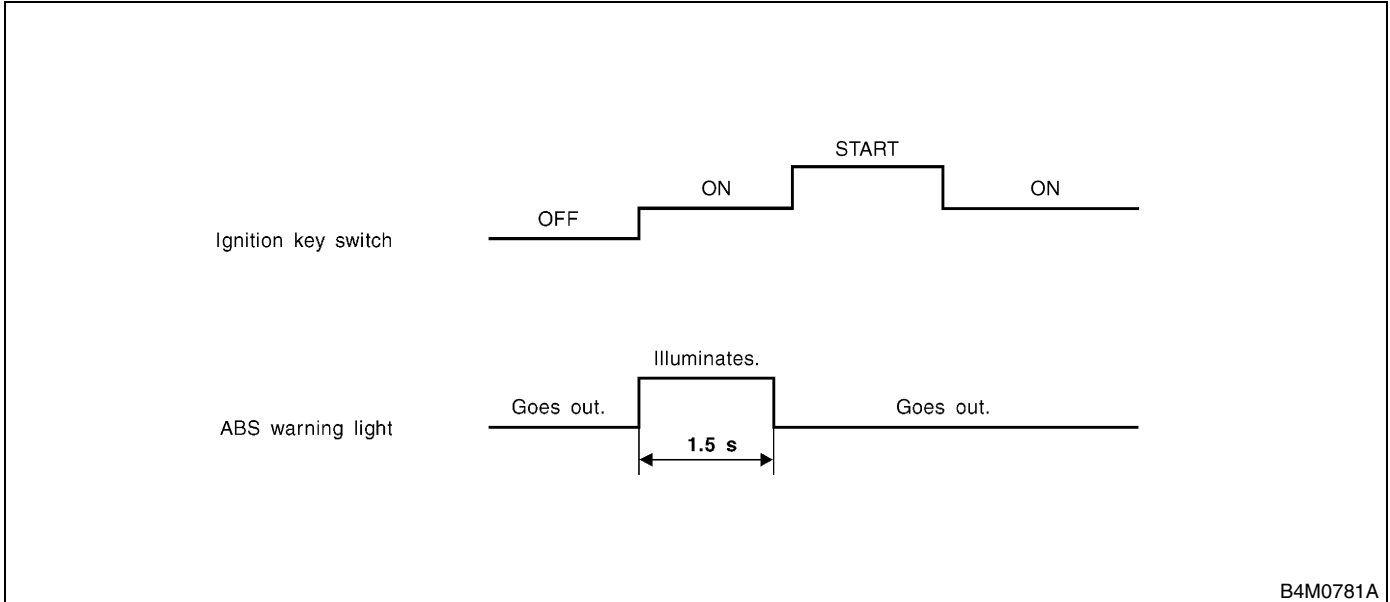 START
ON
ON
OFF
Ignition key switch
Illuminates.
Goes out.
Goes out.
ABS warning light
1.5 s
B4M0781A